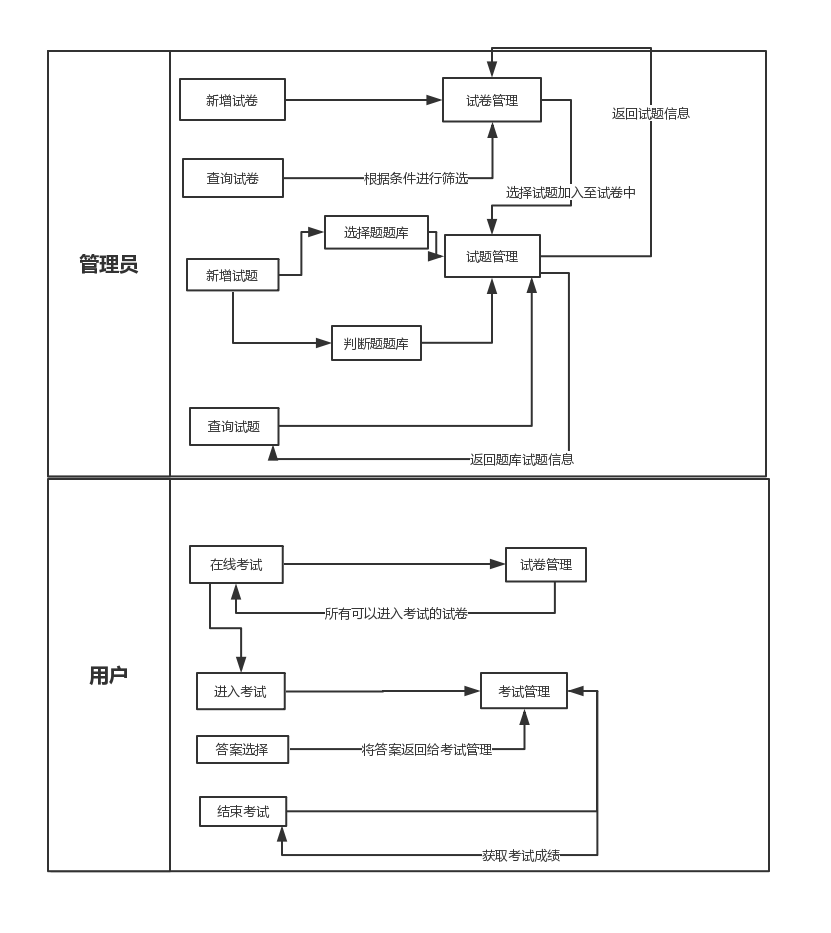 管理员
新增试卷
试卷管理
返回试题信息
查询试卷
根据条件进行筛选
选择试题加入至试卷中
选择题题库
新增试题
试题管理
判断题题库
查询试题
返回题库试题信息
用户
在线考试
试卷管理
所有可以进入考试的试卷
进入考试
考试管理
答案选择
将答案返回给考试管理
结束考试
获取考试成绩